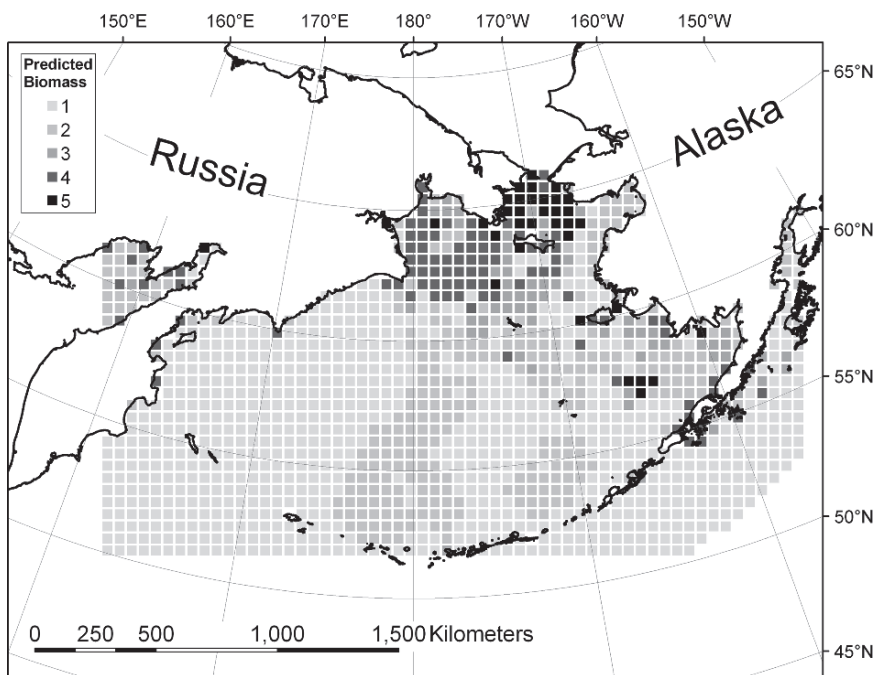 150°E 160°E 170°E 180° 170°W 160°W 150°W
Predicted
Biomass
1
2
3
4
5
65°N
Russia
Alaska
60°N
55°N
50°N
0 250 500 1,000 1,500 Kilometers
45°N